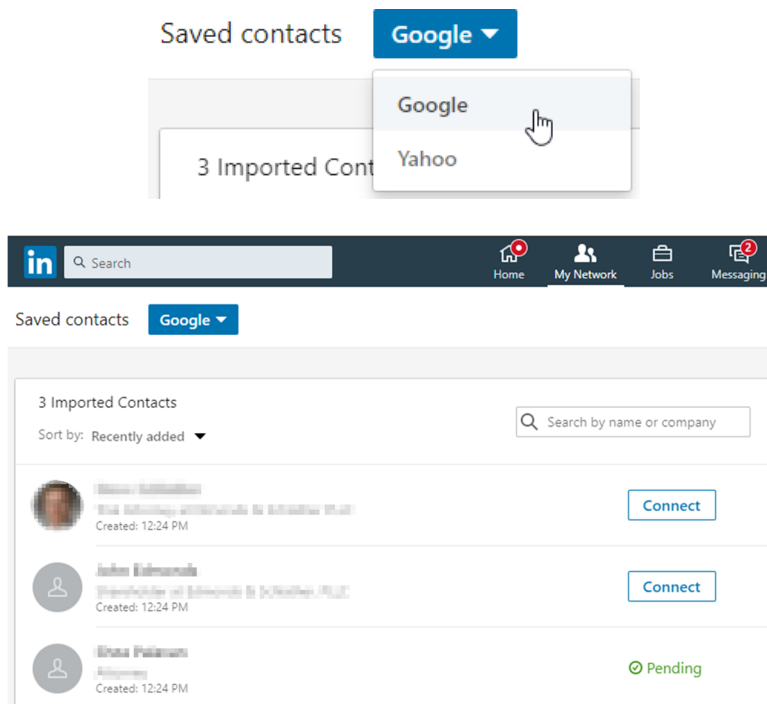 Saved contacts Google
Google
Yahoo
3 Imported Cont
in Search Home My Network Jobs 2 Messaging
Saved contacts Google
3 Imported Contacts
Sort by: Recently added
Search by name or company
Created: 12:24 PM
Connect
Created: 12:24 PM
Connect
Created: 12:24 PM
Pending